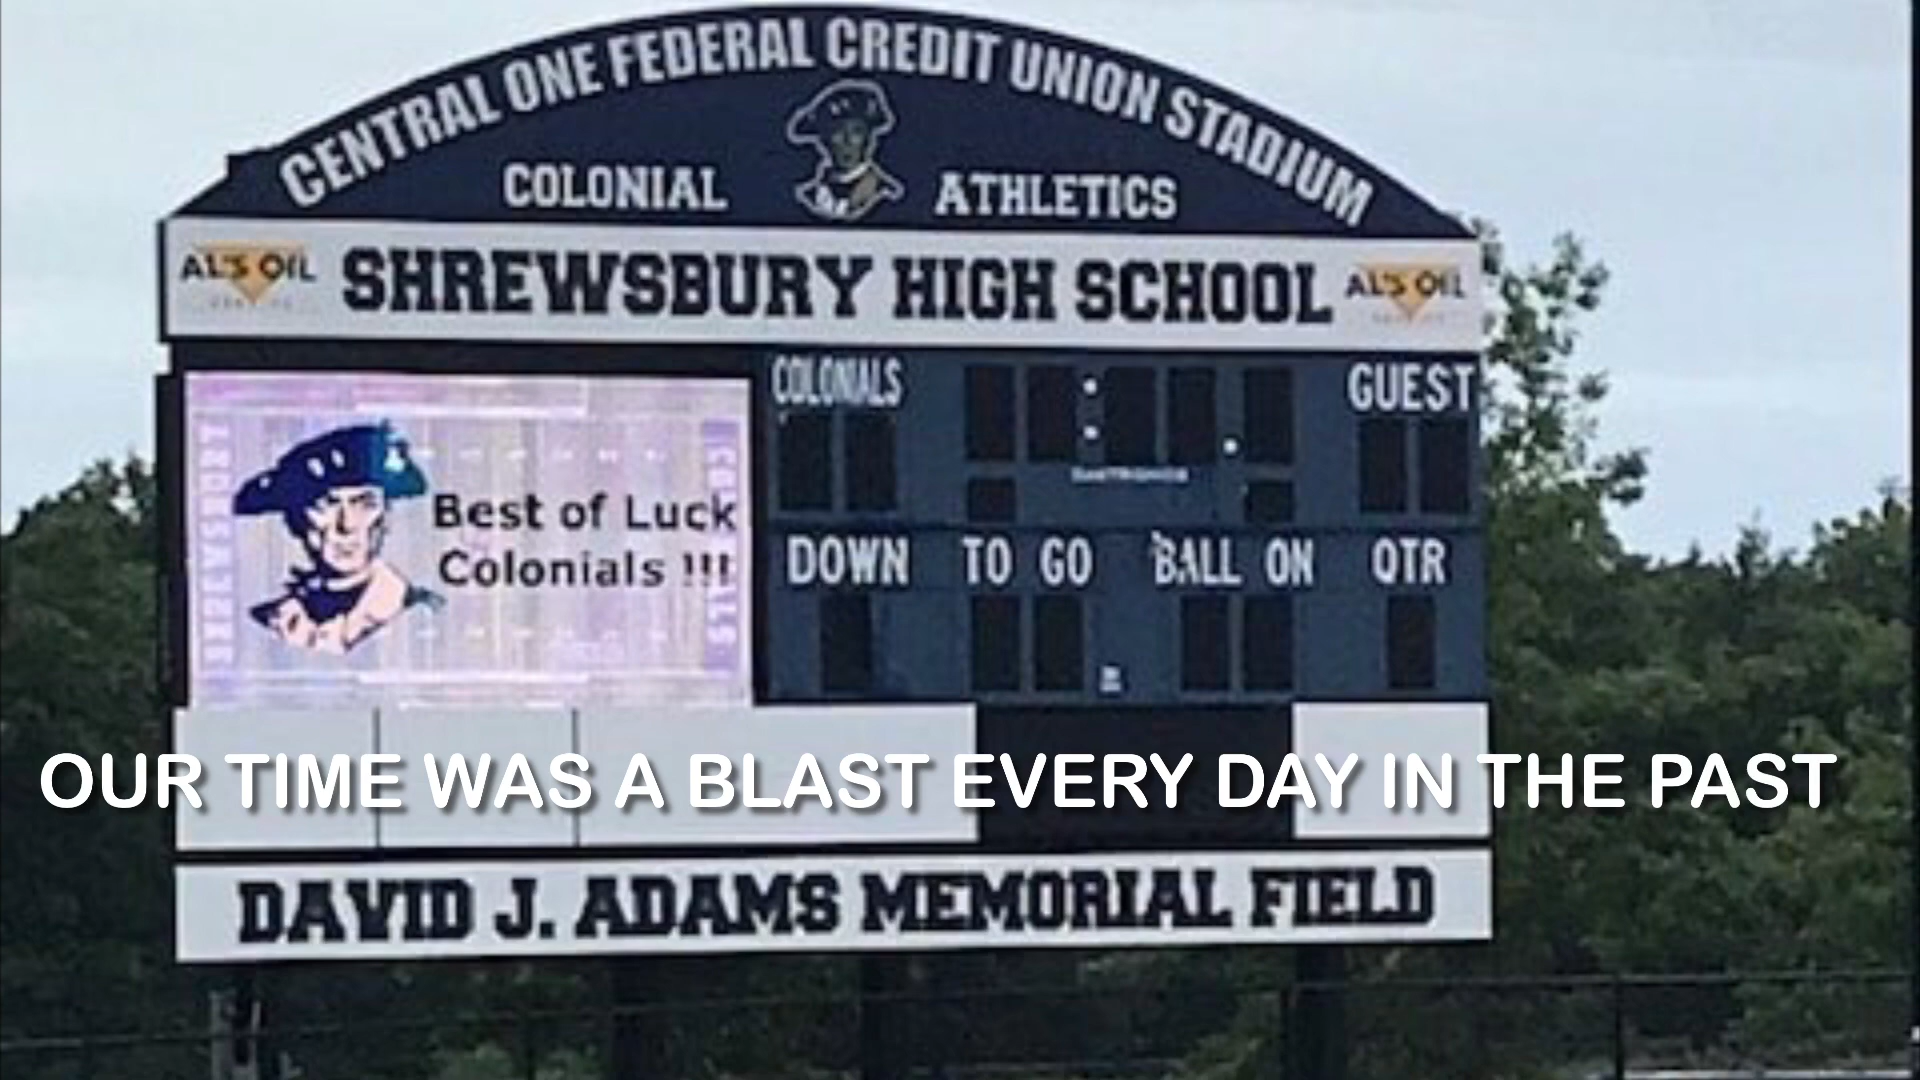 CENTRAL ONE FEDERAL CREDIT UNION STADIUM
COLONIAL ATHLETICS
AL'S OIL SHREWSBURY HIGH SCHOOL AL'S OIL
COLONIALS GUEST
SHREWSBURY
Best of Luck
Colonials !!!
DAKTRONICS
DOWN TO GO BALL ON QTR
OUR TIME WAS A BLAST EVERY DAY IN THE PAST
DAVID J. ADAMS MEMORIAL FIELD